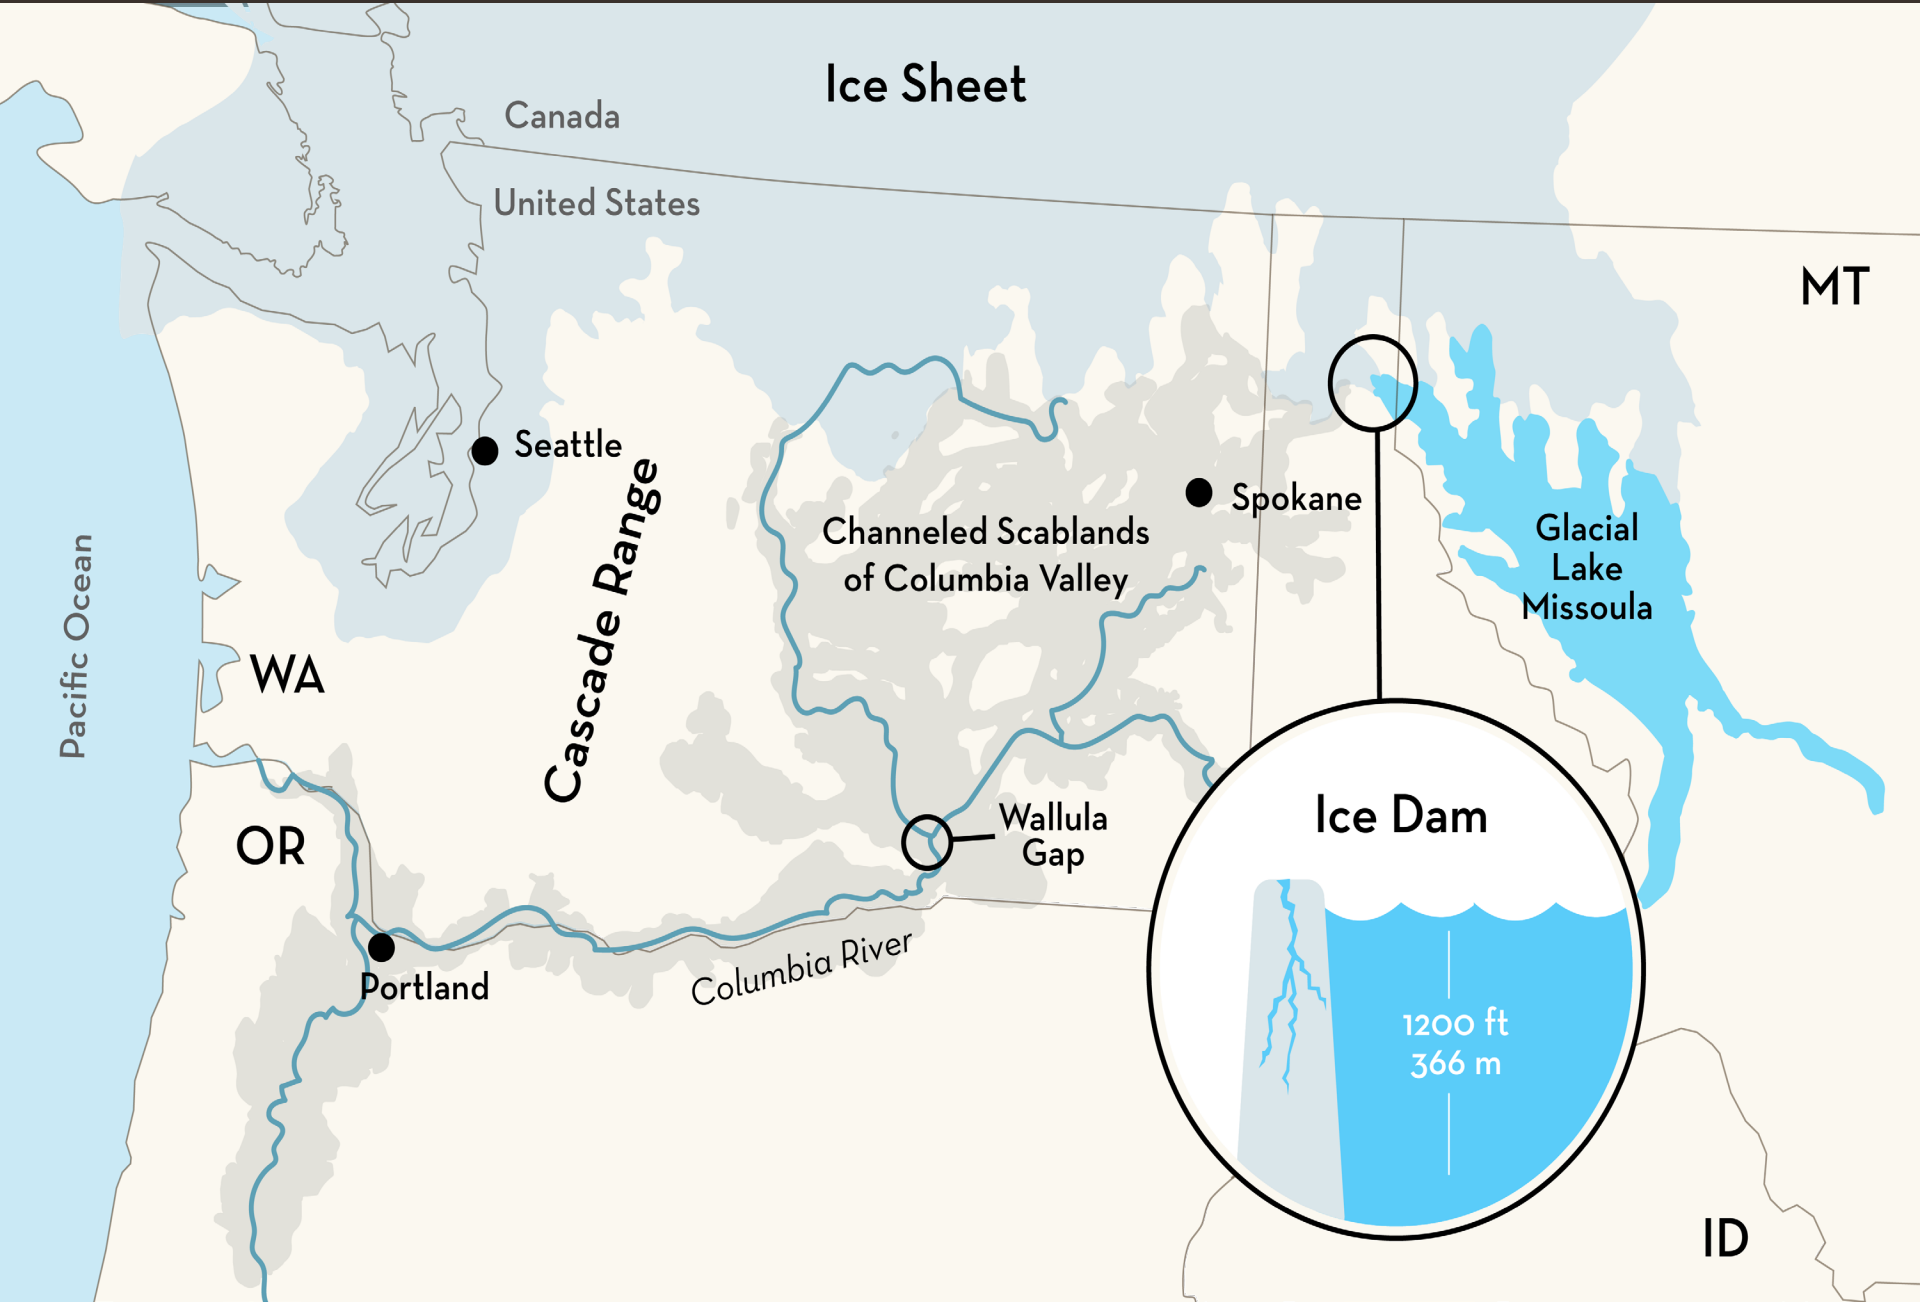 Ice Sheet
Canada
United States
MT
Seattle
Cascade Range
Spokane
Channeled Scablands
of Columbia Valley
Glacial
Lake
Missoula
Pacific Ocean
WA
OR
Wallula
Gap
Ice Dam
Columbia River
Portland
1200 ft
366 m
ID